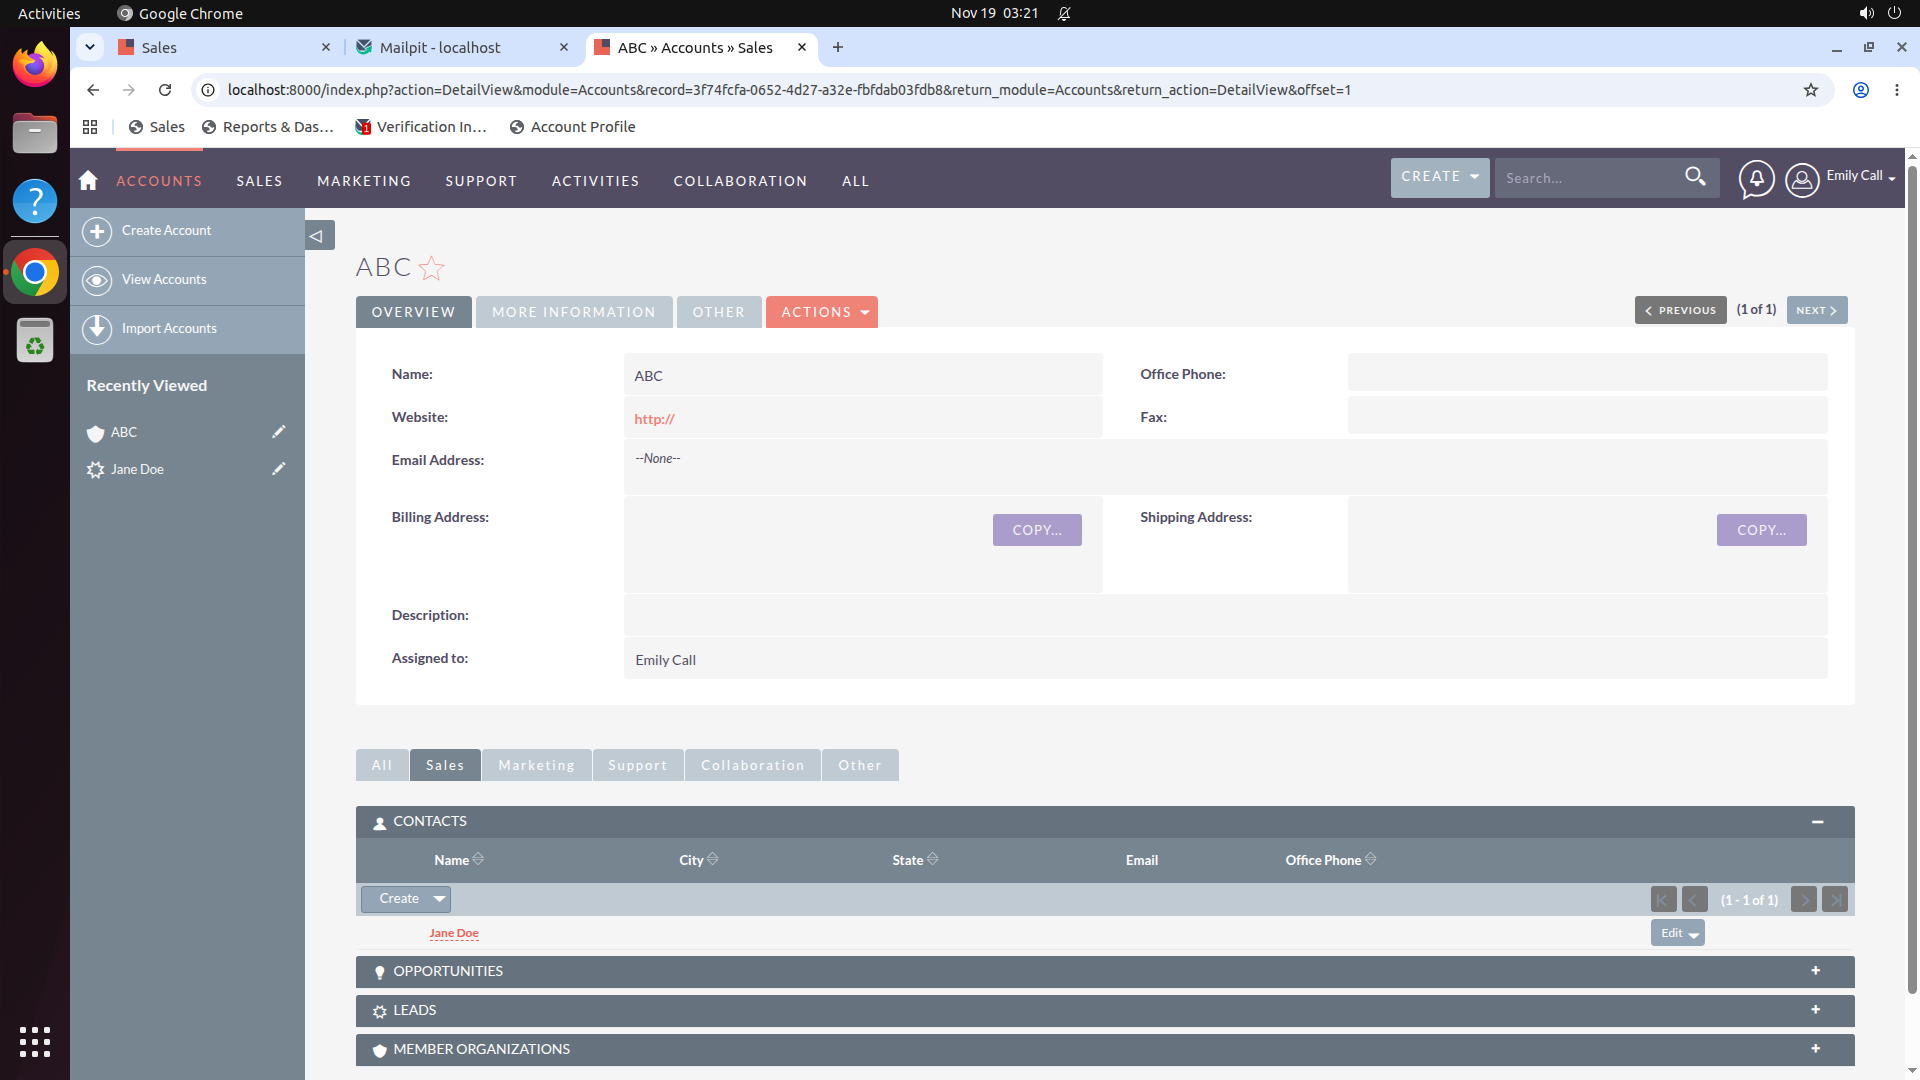 Activities
Google Chrome
Nov 19 03:21
Sales
Mailpit - localhost
ABC » Accounts » Sales
localhost:8000/index.php?action=DetailView&module=Accounts&record=3f74fcfa-0652-4d27-a32e-fbfdab03fdb8&return_module=Accounts&return_action=DetailView&offset=1
Sales
Reports & Das...
1
Verification In...
Account Profile
ACCOUNTS
SALES
MARKETING
SUPPORT
ACTIVITIES
COLLABORATION
ALL
CREATE
Search...
Emily Call
Create Account
View Accounts
Import Accounts
Recently Viewed
ABC
Jane Doe
ABC
OVERVIEW
MORE INFORMATION
OTHER
ACTIONS
PREVIOUS
(1 of 1)
NEXT
Name:
ABC
Office Phone:
Website:
http://
Fax:
Email Address:
--None--
Billing Address:
COPY...
Shipping Address:
COPY...
Description:
Assigned to:
Emily Call
All
Sales
Marketing
Support
Collaboration
Other
CONTACTS
Name
City
State
Email
Office Phone
Create
(1 - 1 of 1)
Jane Doe
Edit
OPPORTUNITIES
LEADS
MEMBER ORGANIZATIONS